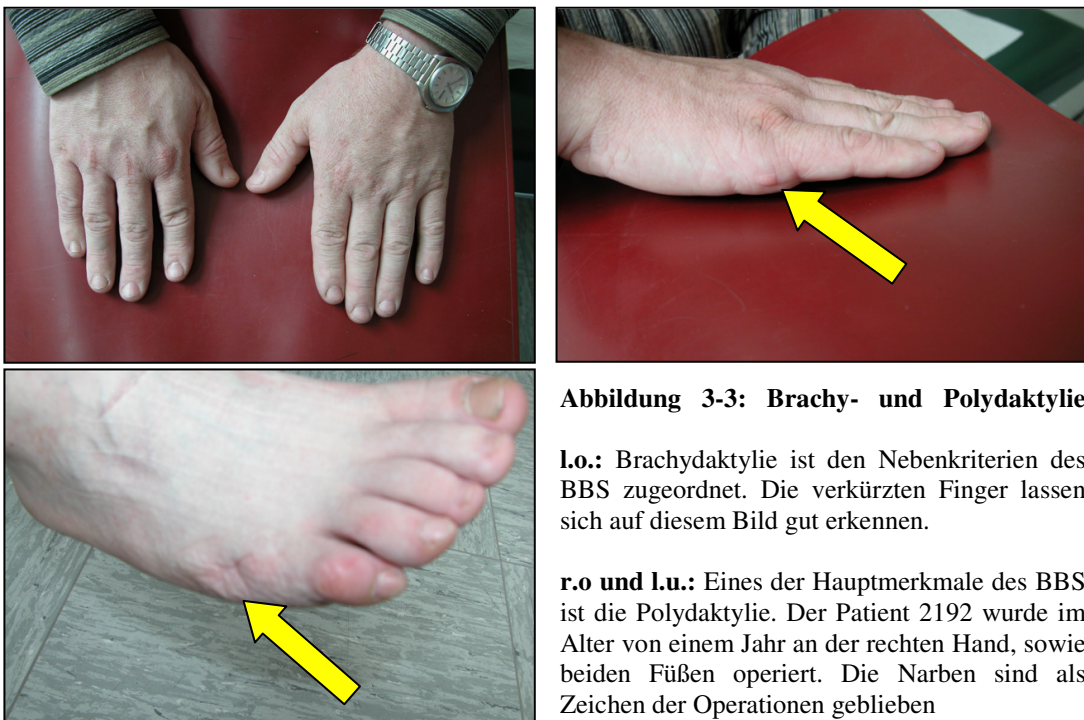 Abbildung 3-3: Brachy- und Polydaktylie
l.o.: Brachydaktylie ist den Nebenkriterien des
BBS zugeordnet. Die verkürzten Finger lassen
sich auf diesem Bild gut erkennen.
r.o und l.u.: Eines der Hauptmerkmale des BBS
ist die Polydaktylie. Der Patient 2192 wurde im
Alter von einem Jahr an der rechten Hand, sowie
beiden Füßen operiert. Die Narben sind als
Zeichen der Operationen geblieben